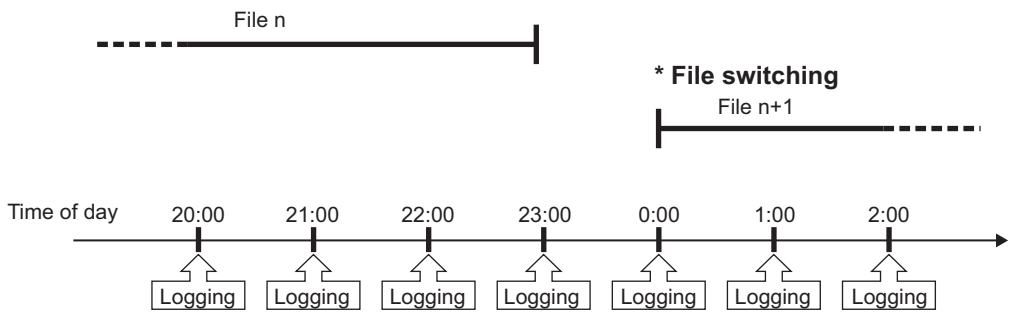 File n
* File switching
File n+1
Time of day 20:00 21:00 22:00 23:00 0:00 1:00 2:00
Logging Logging Logging Logging Logging Logging Logging